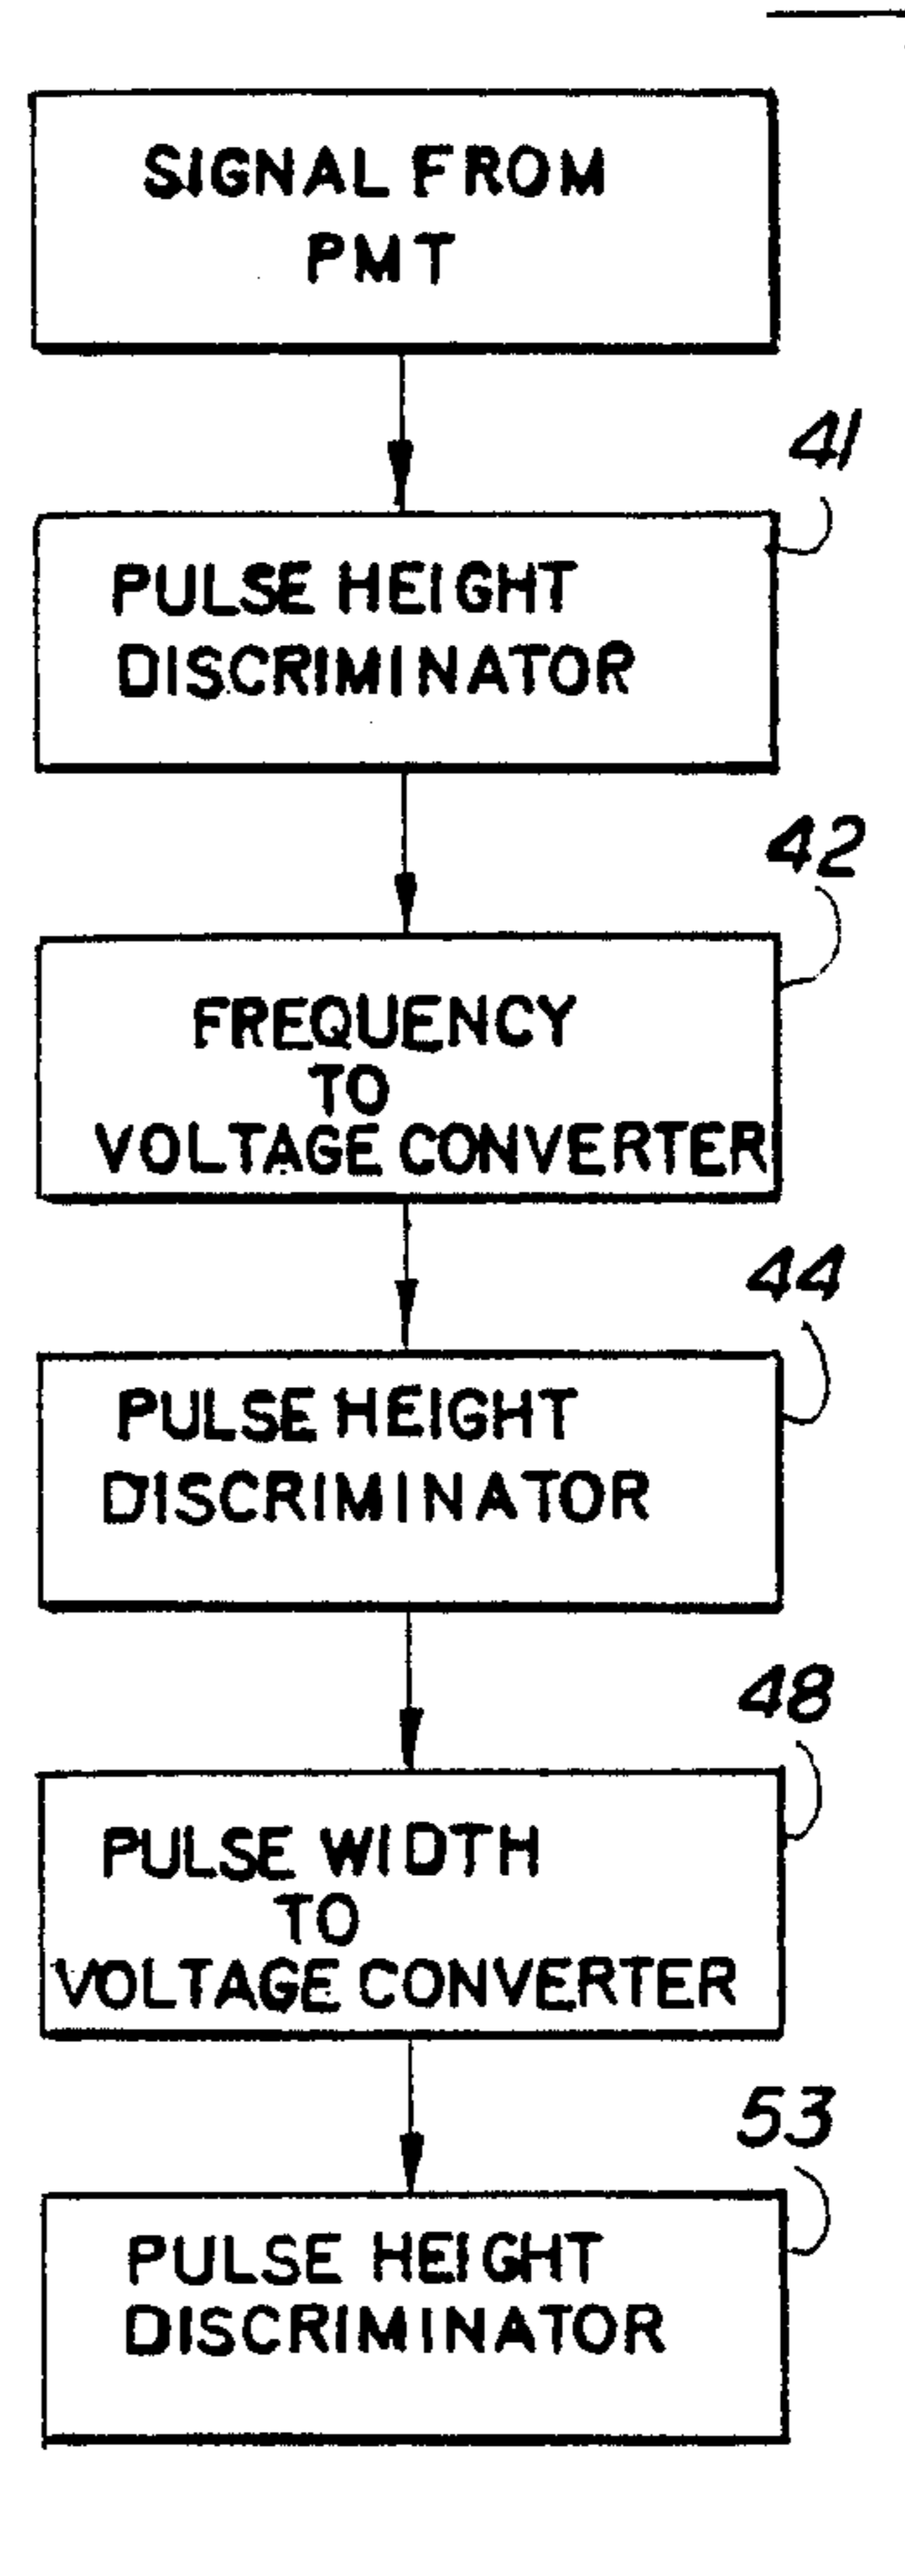 SIGNAL FROM
PMT
41
PULSE HEIGHT
DISCRIMINATOR
42
FREQUENCY
TO
VOLTAGE CONVERTER
44
PULSE HEIGHT
DISCRIMINATOR
48
PULSE WIDTH
TO
VOLTAGE CONVERTER
53
PULSE HEIGHT
DISCRIMINATOR